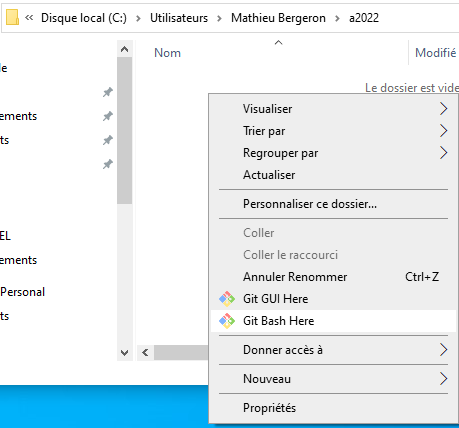 « Disque local (C:) › Utilisateurs › Mathieu Bergeron › a2022
Nom
Modifié
Le dossier est vide
Visualiser
Trier par
Regrouper par
Actualiser
Personnaliser ce dossier...
Coller
Coller le raccourci
Annuler Renommer Ctrl+Z
Git GUI Here
Git Bash Here
Donner accès à
Nouveau
Propriétés
le
ements
ts
EL
ements
Personal
ts